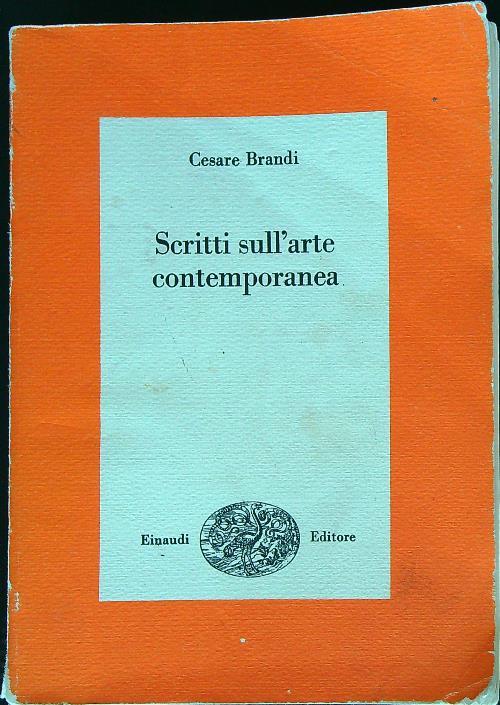 Cesare Brandi
Scritti sull'arte
contemporanea
Einaudi Editore